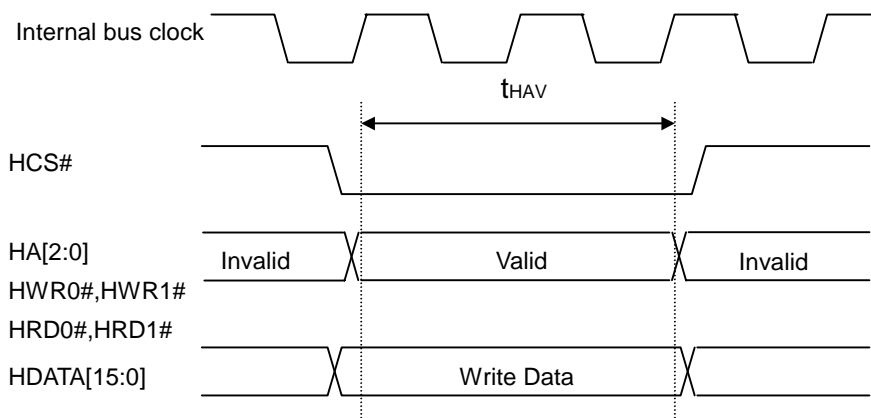 Internal bus clock
tHAV
HCS#
HA[2:0]
Invalid
Valid
Invalid
HWR0#,HWR1#
HRD0#,HRD1#
HDATA[15:0]
Write Data